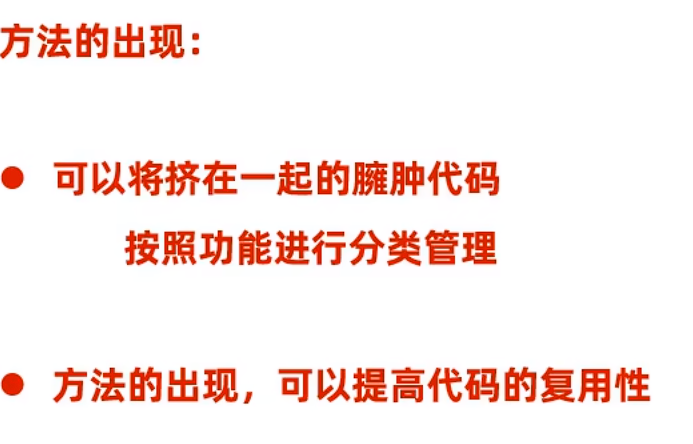 方法的出现：
● 可以将挤在一起的臃肿代码
按照功能进行分类管理
● 方法的出现，可以提高代码的复用性